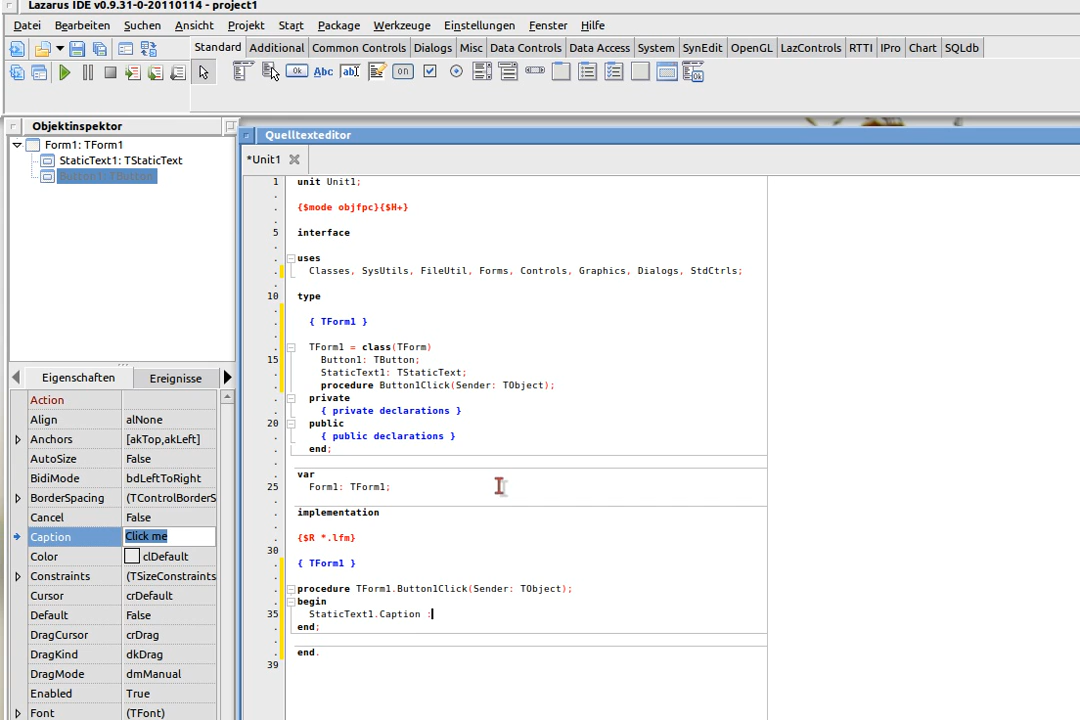 Lazarus IDE v0.9.31-0-20110114 - project1
Datei Bearbeiten Suchen Ansicht Projekt Start Package Werkzeuge Einstellungen Fenster Hilfe
Standard Additional Common Controls Dialogs Misc Data Controls Data Access System SynEdit OpenGL LazControls RTTI IPro Chart SQLdb
Ok Abc abI on
Objektinspektor
Form1: TForm1
StaticText1: TStaticText
Button1: TButton
Eigenschaften Ereignisse
Action
Align alNone
Anchors [akTop,akLeft]
AutoSize False
BidiMode bdLeftToRight
BorderSpacing (TControlBorderS
Cancel False
Caption Click me
Color clDefault
Constraints (TSizeConstraints
Cursor crDefault
Default False
DragCursor crDrag
DragKind dkDrag
DragMode dmManual
Enabled True
Font (TFont)
Quelltexteditor
*Unit1
1 unit Unit1;
{$mode objfpc}{$H+}
5 interface
uses
Classes, SysUtils, FileUtil, Forms, Controls, Graphics, Dialogs, StdCtrls;
10 type
{ TForm1 }
TForm1 = class(TForm)
15 Button1: TButton;
StaticText1: TStaticText;
procedure Button1Click(Sender: TObject);
private
{ private declarations }
20 public
{ public declarations }
end;
var
25 Form1: TForm1;
implementation
{$R *.lfm}
30
{ TForm1 }
procedure TForm1.Button1Click(Sender: TObject);
begin
35 StaticText1.Caption :
end;
end.
39